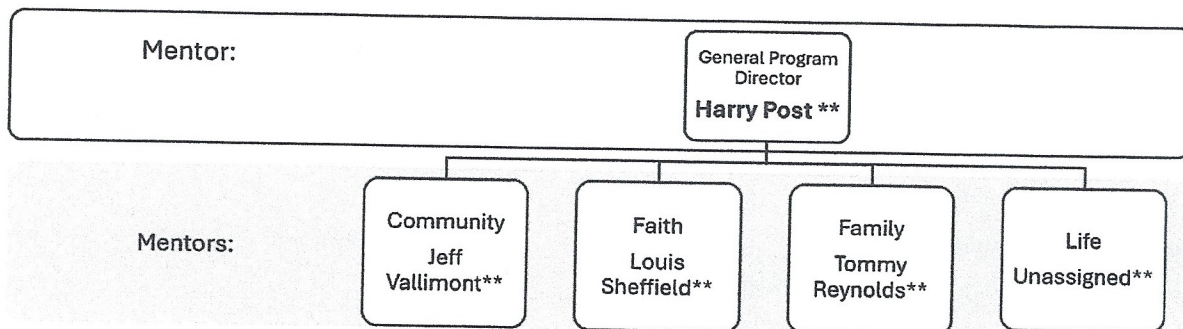 Mentor:
General Program
Director
Harry Post **
Mentors:
Community
Jeff
Vallimont**
Faith
Louis
Sheffield**
Family
Tommy
Reynolds**
Life
Unassigned**